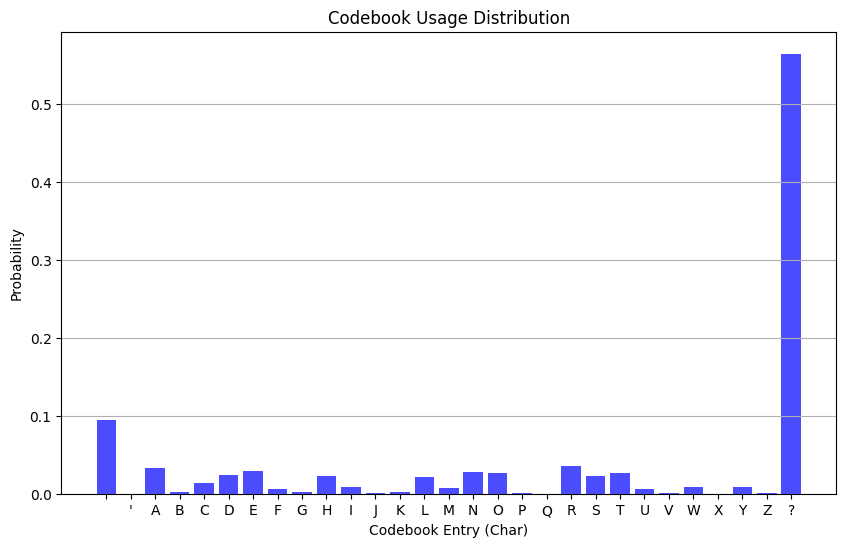 Codebook Usage Distribution
Probability
0.5
0.4
0.3
0.2
0.1
0.0
' A B C D E F G H I J K L M N O P Q R S T U V W X Y Z ?
Codebook Entry (Char)